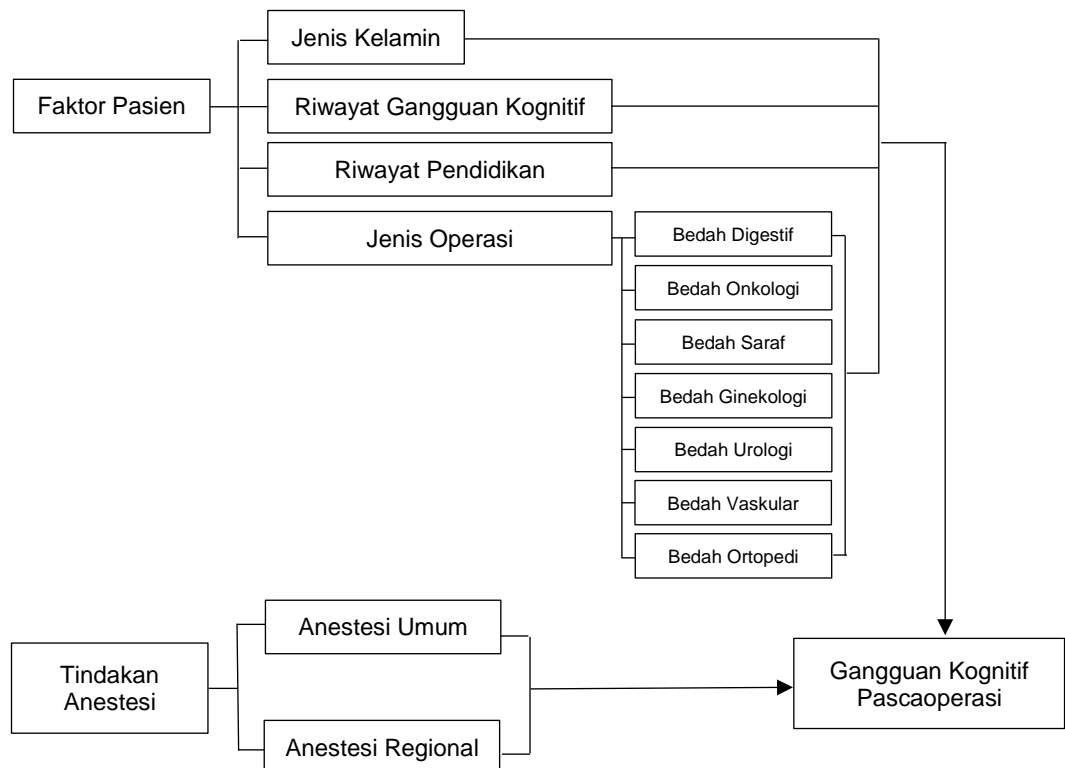 Jenis Kelamin
Faktor Pasien
Riwayat Gangguan Kognitif
Riwayat Pendidikan
Jenis Operasi
Bedah Digestif
Bedah Onkologi
Bedah Saraf
Bedah Ginekologi
Bedah Urologi
Bedah Vaskular
Bedah Ortopedi
Tindakan
Anestesi
Anestesi Umum
Anestesi Regional
Gangguan Kognitif
Pascaoperasi